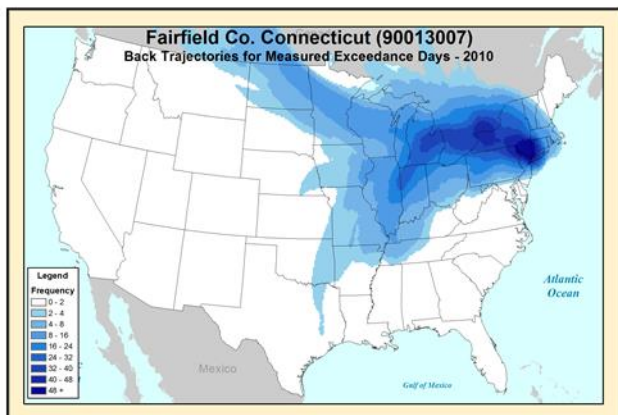 Fairfield Co. Connecticut (90013007)
Back Trajectories for Measured Exceedance Days - 2010
Legend
Frequency
0 - 2
2 - 4
4 - 8
8 - 16
16 - 24
24 - 32
32 - 40
40 - 48
48 +
Atlantic
Ocean
Mexico
Gulf of Mexico